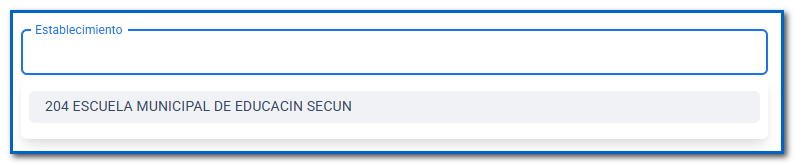 Establecimiento
204 ESCUELA MUNICIPAL DE EDUCACIN SECUN